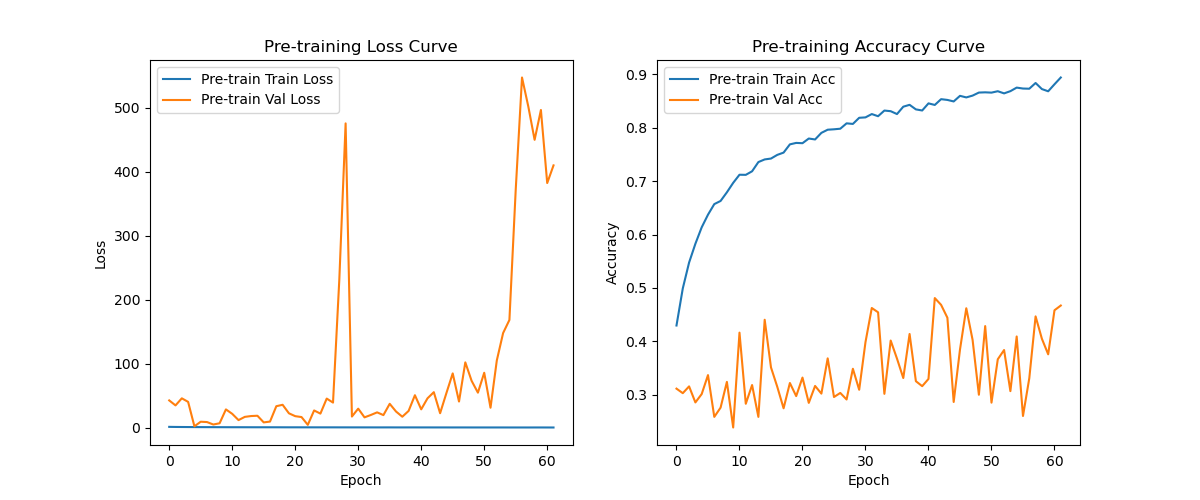 Pre-training Loss Curve
Pre-train Train Loss
Pre-train Val Loss
500
400
300
200
100
0
Loss
0 10 20 30 40 50 60
Epoch
Pre-training Accuracy Curve
Pre-train Train Acc
Pre-train Val Acc
0.9
0.8
0.7
0.6
0.5
0.4
0.3
Accuracy
0 10 20 30 40 50 60
Epoch